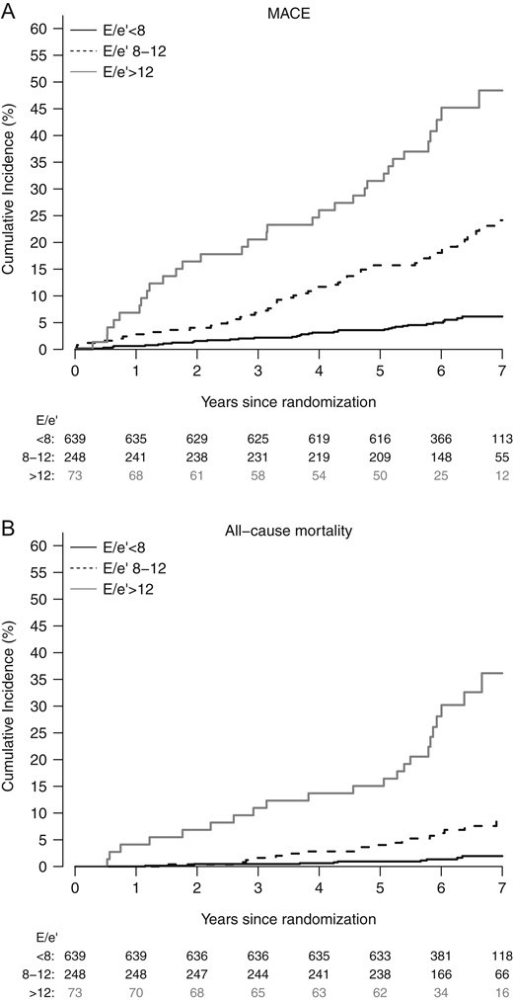 A
MACE
60
55
50
45
40
35
30
25
20
15
10
5
0
Cumulative Incidence (%)
E/e'<8
E/e' 8−12
E/e'>12
0 1 2 3 4 5 6 7
Years since randomization
E/e'
<8: 639 635 629 625 619 616 366 113
8−12: 248 241 238 231 219 209 148 55
>12: 73 68 61 58 54 50 25 12
B
All−cause mortality
60
55
50
45
40
35
30
25
20
15
10
5
0
Cumulative Incidence (%)
E/e'<8
E/e' 8−12
E/e'>12
0 1 2 3 4 5 6 7
Years since randomization
E/e'
<8: 639 639 636 636 635 633 381 118
8−12: 248 248 247 244 241 238 166 66
>12: 73 70 68 65 63 62 34 16